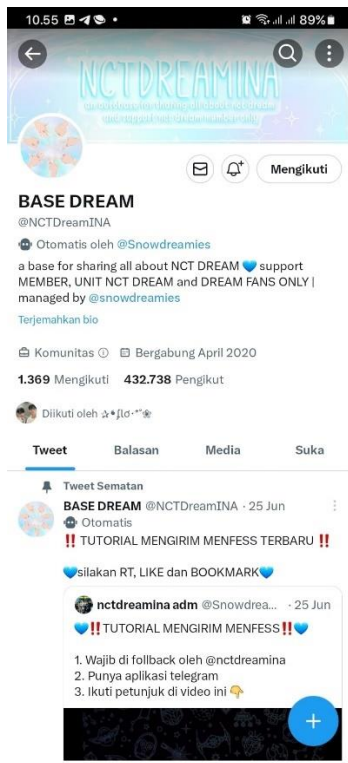 10.55
89%
NCTDREAMINA
BASE DREAM
@NCTDreamINA
Mengikuti
Otomatis oleh @Snowdreamies
a base for sharing all about NCT DREAM 💙 support
MEMBER, UNIT NCT DREAM and DREAM FANS ONLY |
managed by @snowdreamies
Terjemahkan bio
Komunitas
Bergabung April 2020
1.369 Mengikuti 432.738 Pengikut
Diikuti oleh
Tweet Balasan Media Suka
Tweet Sematan
BASE DREAM @NCTDreamINA · 25 Jun
Otomatis
‼️ TUTORIAL MENGIRIM MENFESS TERBARU ‼️
💙silakan RT, LIKE dan BOOKMARK💙
nctdreamina adm @Snowdrea... · 25 Jun
💙‼️TUTORIAL MENGIRIM MENFESS‼️💙
1. Wajib di follback oleh @nctdreamina
2. Punya aplikasi telegram
3. Ikuti petunjuk di video ini 👇